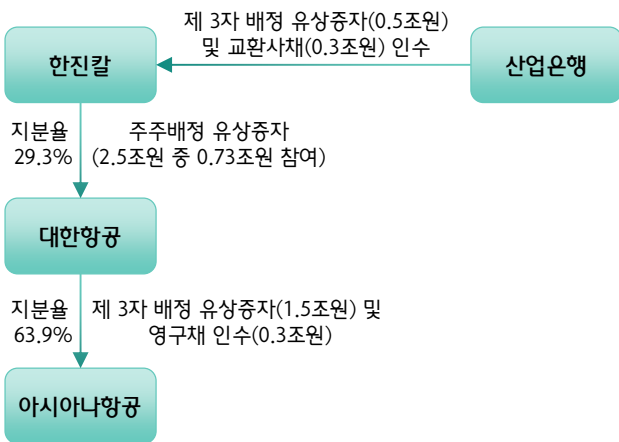 제 3자 배정 유상증자(0.5조원)
및 교환사채(0.3조원) 인수
한진칼
산업은행
지분율
29.3%
주주배정 유상증자
(2.5조원 중 0.73조원 참여)
대한항공
지분율
63.9%
제 3자 배정 유상증자(1.5조원) 및
영구채 인수(0.3조원)
아시아나항공